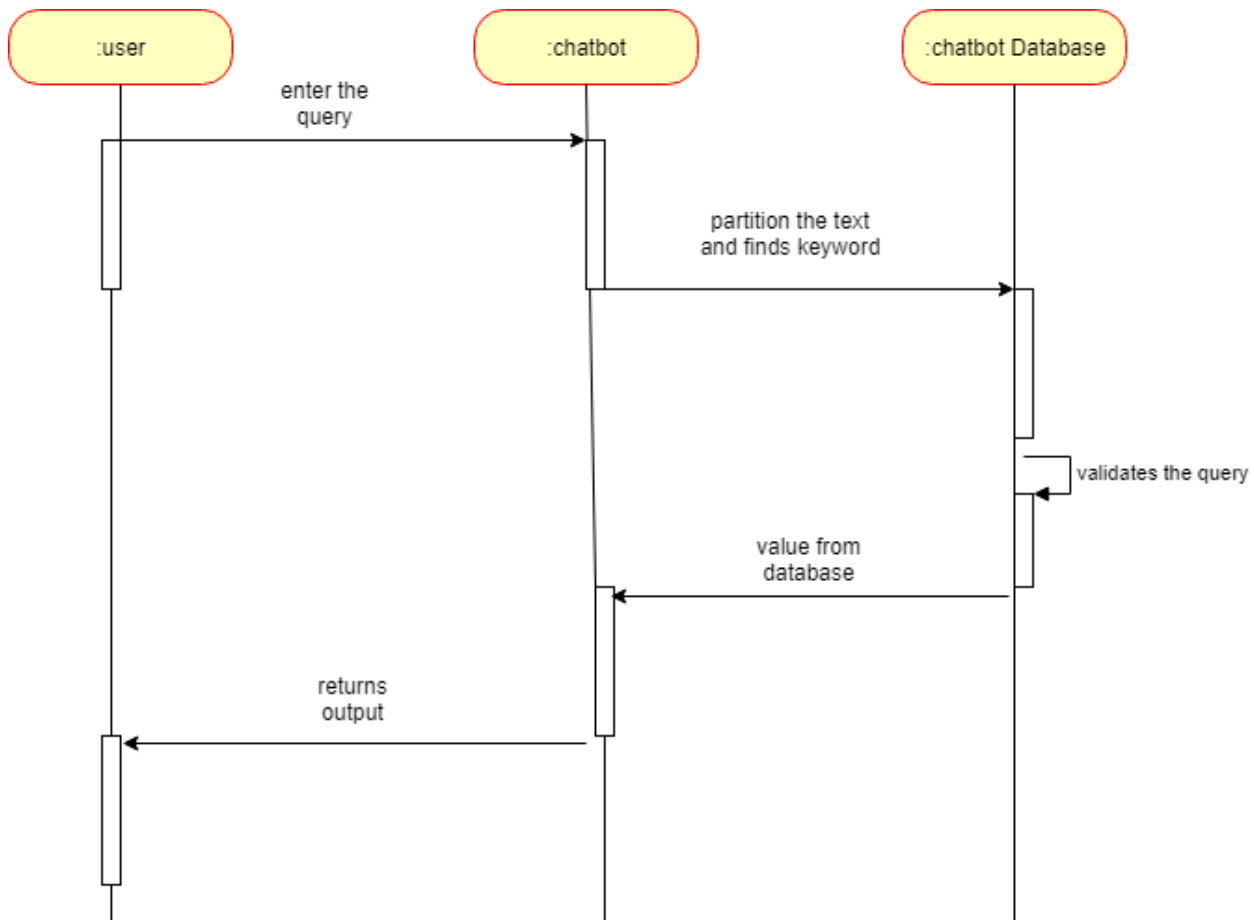 :user
:chatbot
:chatbot Database
enter the
query
partition the text
and finds keyword
validates the query
value from
database
returns
output